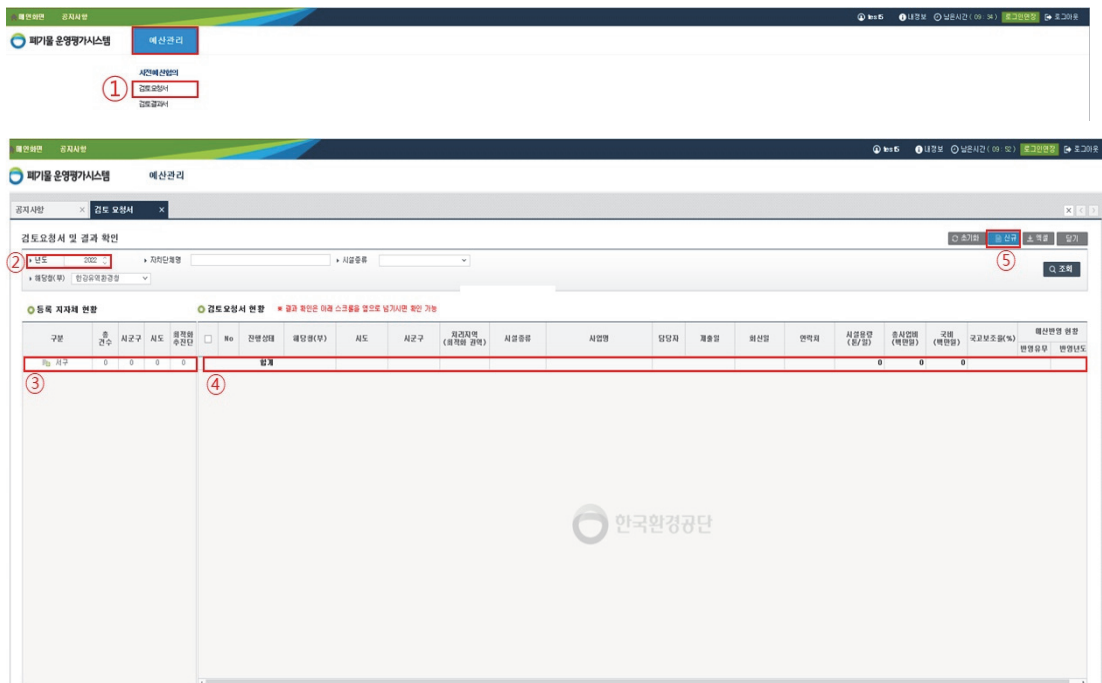 메인화면 공지사항 test5 내정보 남은시간 ( 09 : 34 ) 로그인연장 로그아웃
폐기물 운영평가시스템 예산관리
사전예산협의
① 검토요청서
검토결과서
메인화면 공지사항 test5 내정보 남은시간 ( 09 : 52 ) 로그인연장 로그아웃
폐기물 운영평가시스템 예산관리
공지사항 × 검토 요청서 ×
검토요청서 및 결과 확인 초기화 신규 엑셀 닫기
② 년도 2022 자치단체명 시설종류 ⑤
해당청(부) 한강유역환경청 조회
등록 지자체 현황 검토요청서 현황 ※ 결과 확인은 아래 스크롤을 옆으로 넘기시면 확인 가능
구분 총 건수 시군구 시도 최적화 추진단 No 진행상태 해당청(부) 시도 시군구 처리지역 (최적화 권역) 시설종류 사업명 담당자 제출일 회신일 연락처 시설용량 (톤/일) 총사업비 (백만원) 국비 (백만원) 국고보조율(%) 예산반영 현황
반영유무 반영년도
서구 0 0 0 0 합계 0 0 0
③ ④
한국환경공단